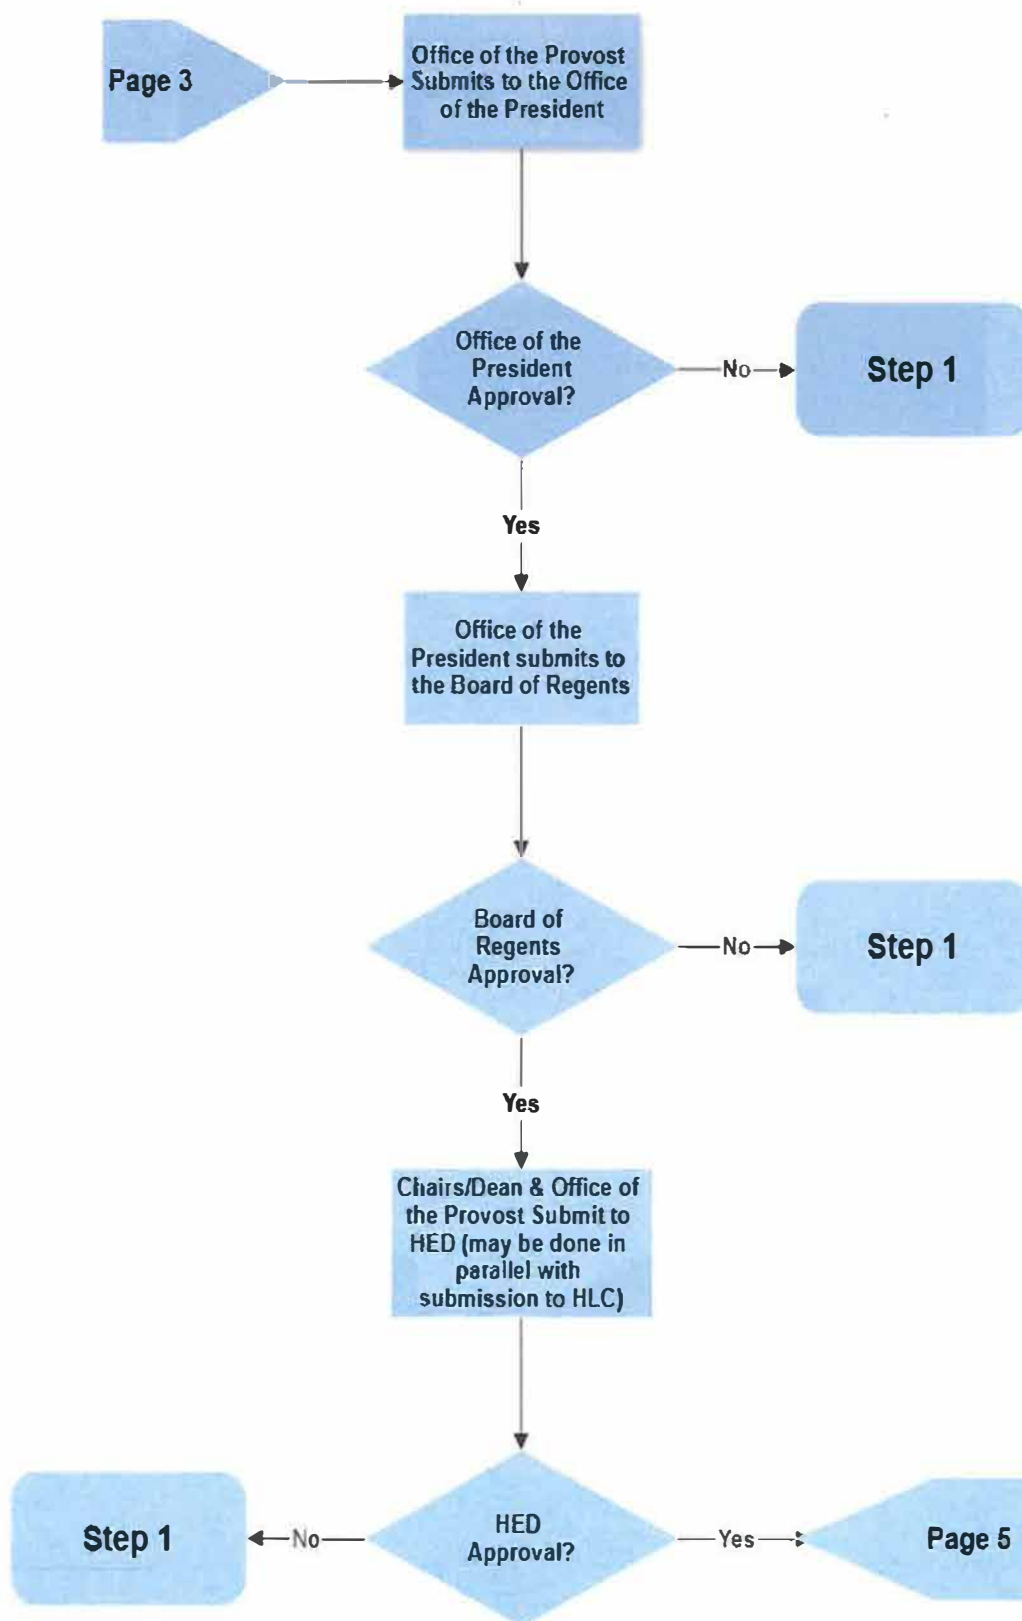 Page 3
Office of the Provost
Submits to the Office
of the President
Office of the
President
Approval?
No
Step 1
Yes
Office of the
President submits to
the Board of Regents
Board of
Regents
Approval?
No
Step 1
Yes
Chairs/Dean & Office of
the Provost Submit to
HED (may be done in
parallel with
submission to HLC)
Step 1
No
HED
Approval?
Yes
Page 5